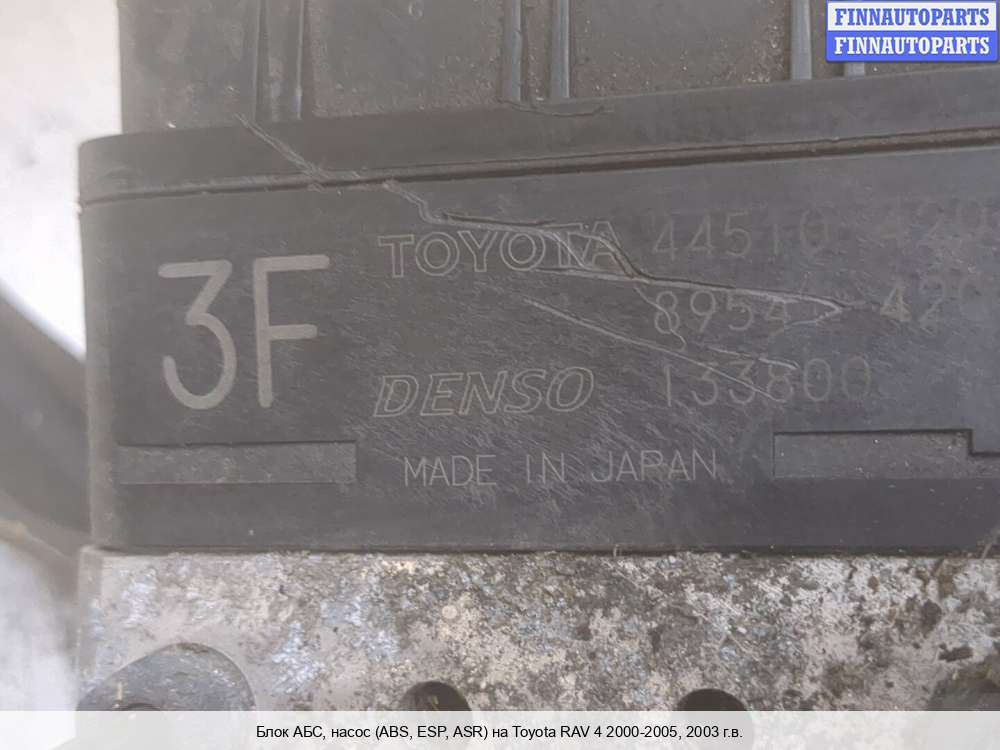 FINNAUTOPARTS
FINNAUTOPARTS
3F
TOYOTA
DENSO 133800
MADE IN JAPAN
Блок АБС, насос (ABS, ESP, ASR) на Toyota RAV 4 2000-2005, 2003 г.в.